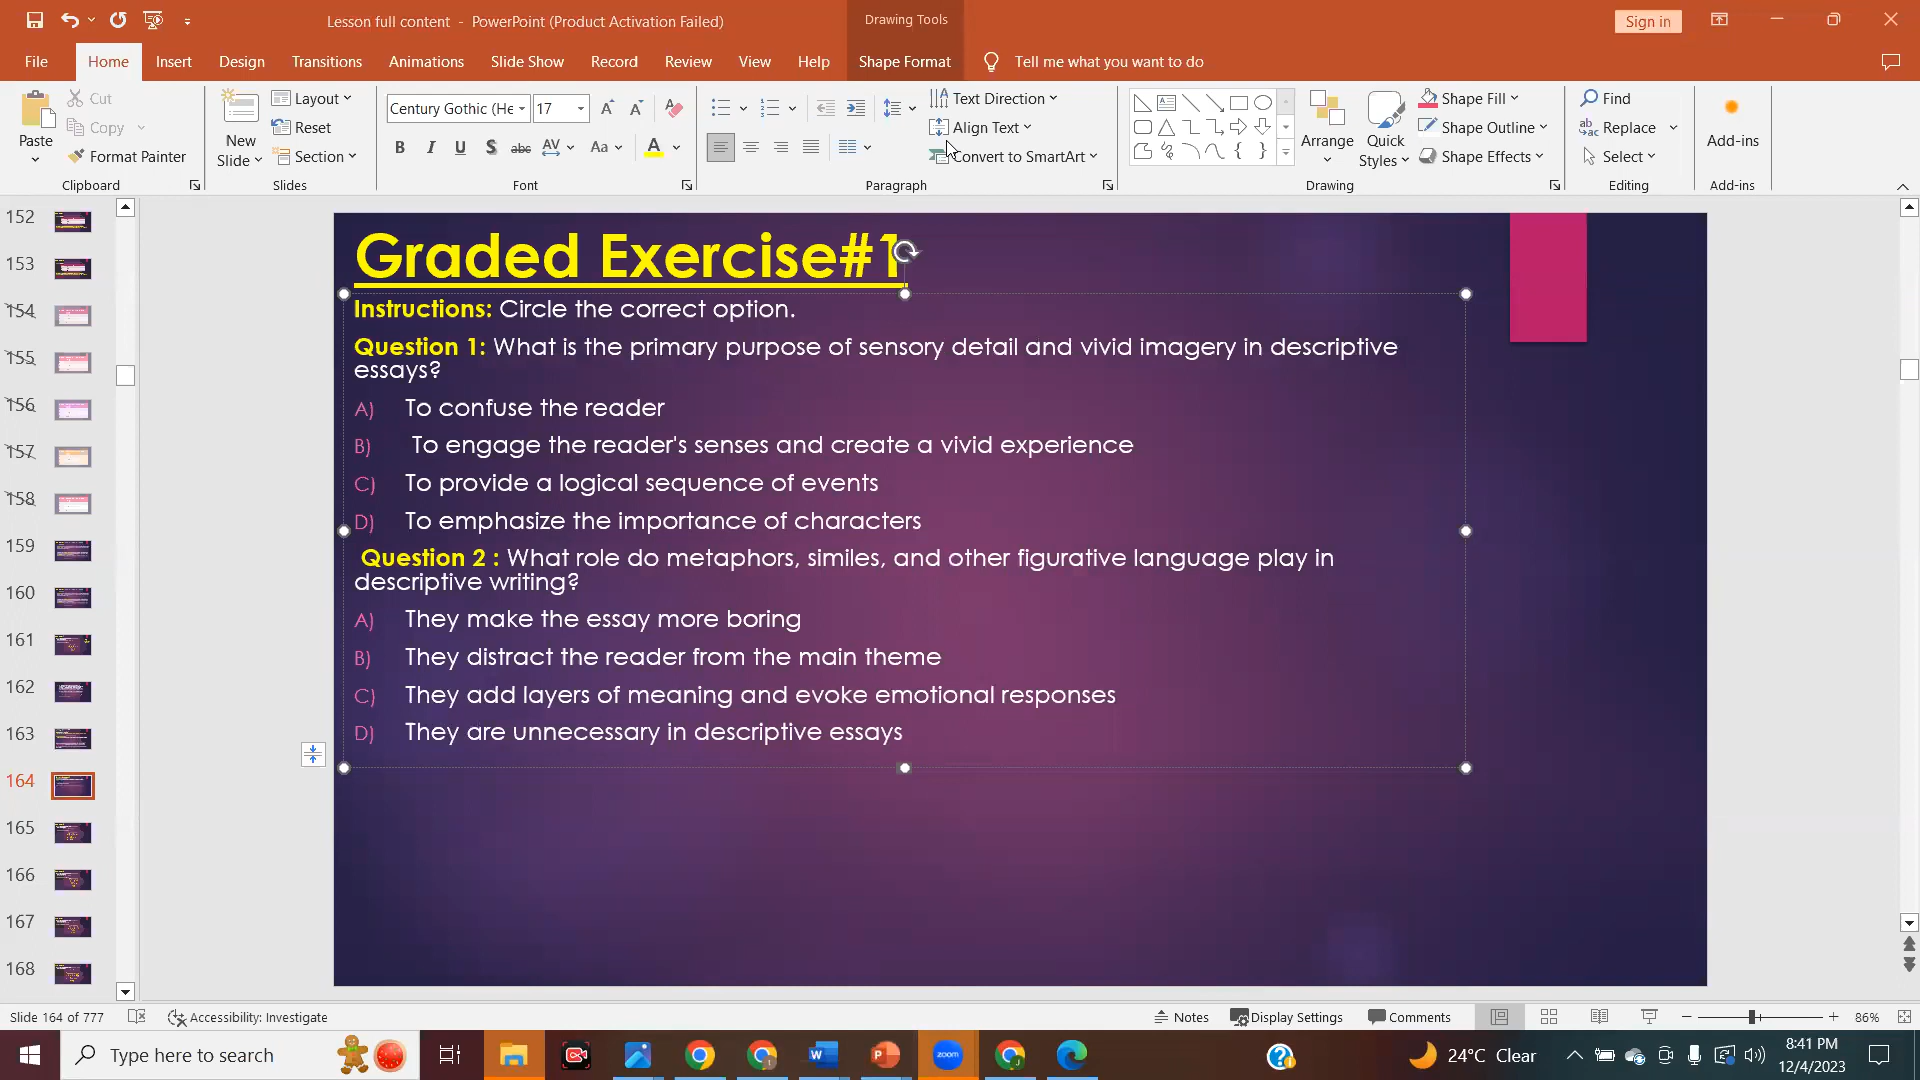 Lesson full content - PowerPoint (Product Activation Failed)
Drawing Tools
Sign in
File Home Insert Design Transitions Animations Slide Show Record Review View Help Shape Format Tell me what you want to do
Paste
Cut
Copy
Format Painter
Clipboard
New Slide
Layout
Reset
Section
Slides
Century Gothic (He 17
B I U S abc AV Aa A
Font
Text Direction
Align Text
Convert to SmartArt
Paragraph
Arrange
Quick Styles
Shape Fill
Shape Outline
Shape Effects
Drawing
Find
Replace
Select
Editing
Add-ins
Add-ins
152
153
154
155
156
157
158
159
160
161
162
163
164
165
166
167
168
Graded Exercise#1
Instructions: Circle the correct option.
Question 1: What is the primary purpose of sensory detail and vivid imagery in descriptive
essays?
A) To confuse the reader
B) To engage the reader's senses and create a vivid experience
C) To provide a logical sequence of events
D) To emphasize the importance of characters
Question 2 : What role do metaphors, similes, and other figurative language play in
descriptive writing?
A) They make the essay more boring
B) They distract the reader from the main theme
C) They add layers of meaning and evoke emotional responses
D) They are unnecessary in descriptive essays
Slide 164 of 777 Accessibility: Investigate Notes Display Settings Comments 86%
Type here to search zoom 24°C Clear 8:41 PM
12/4/2023